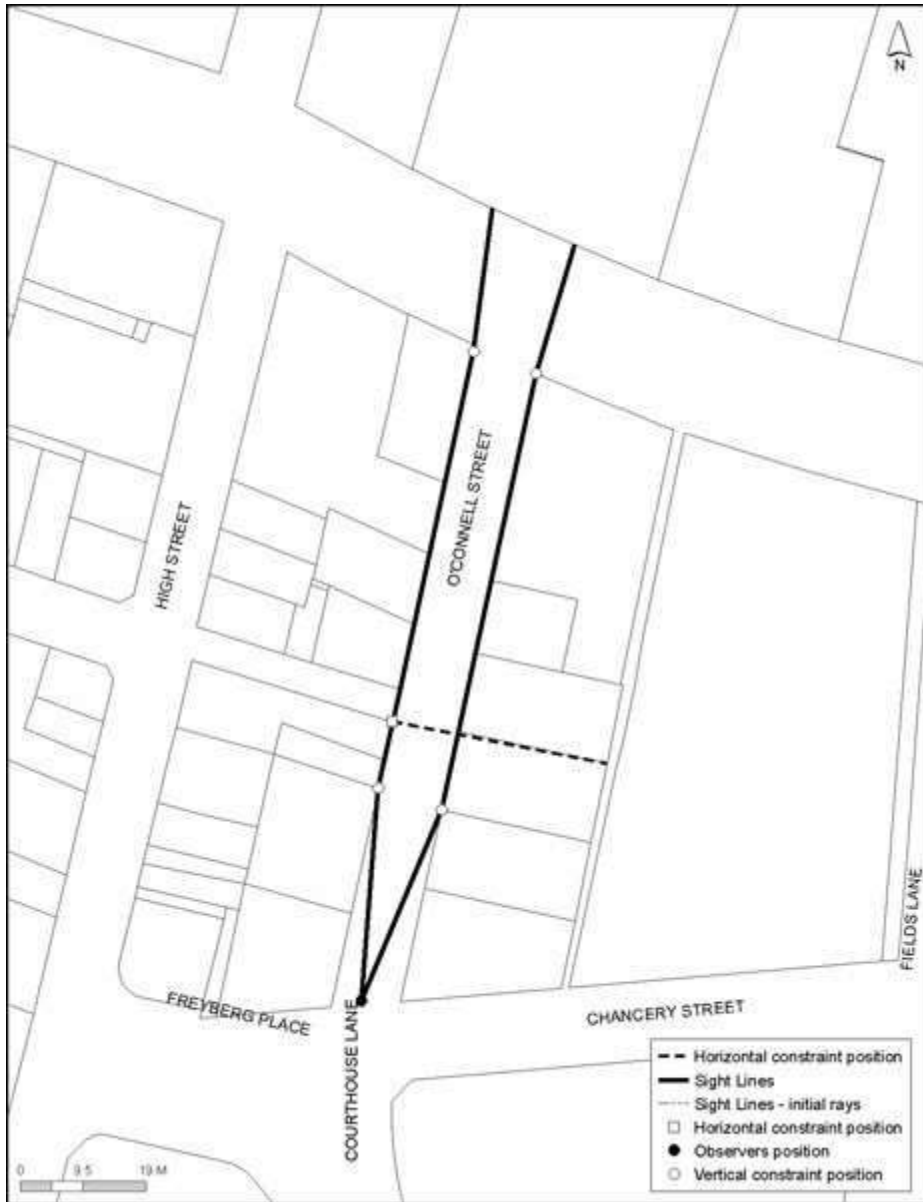 N
O'CONNELL STREET
HIGH STREET
FIELDS LANE
FREYBERG PLACE
COURTHOUSE LANE
CHANCERY STREET
Horizontal constraint position
Sight Lines
Sight Lines - initial rays
Horizontal constraint position
Observers position
Vertical constraint position
0 9.5 19 M